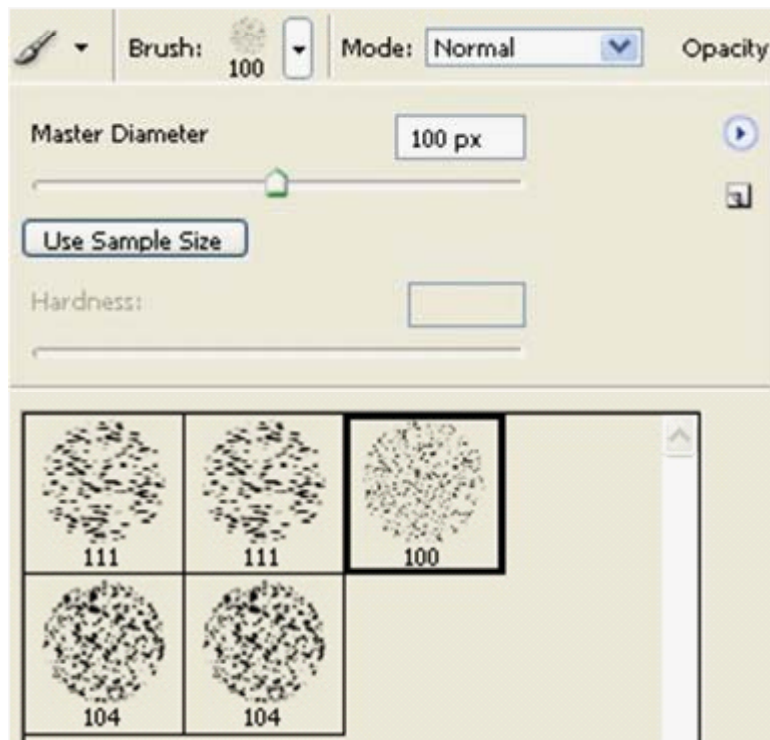 Brush: 100 Mode: Normal Opacity
Master Diameter 100 px
Use Sample Size
Hardness:
111 111 100
104 104